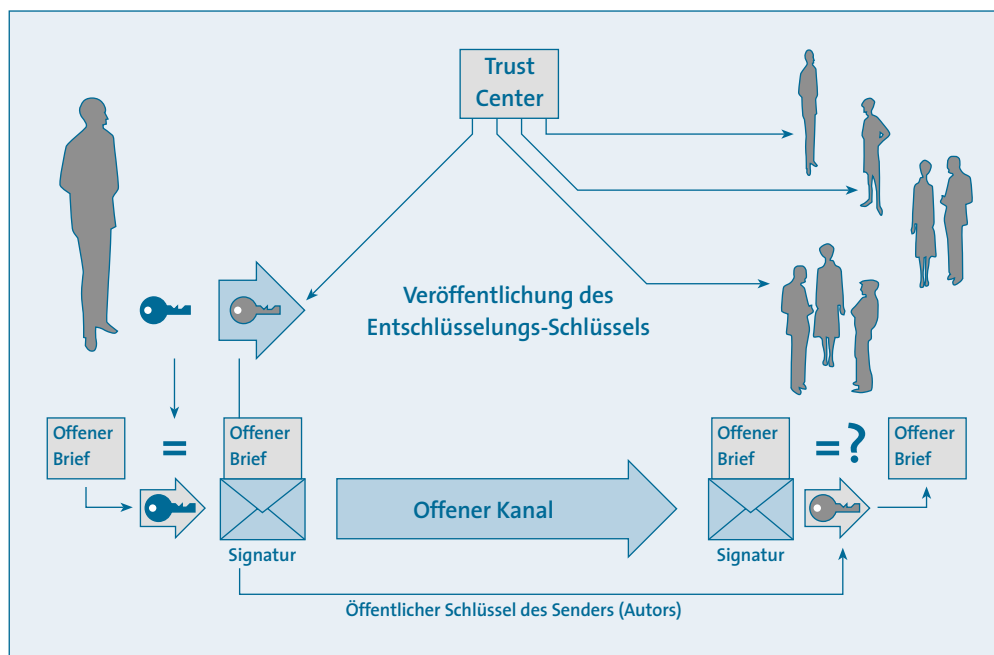 Trust
Center
Veröffentlichung des
Entschlüsselungs-Schlüssels
Offener
Brief
=
Offener
Brief
Signatur
Offener Kanal
Offener
Brief
=?
Offener
Brief
Signatur
Öffentlicher Schlüssel des Senders (Autors)